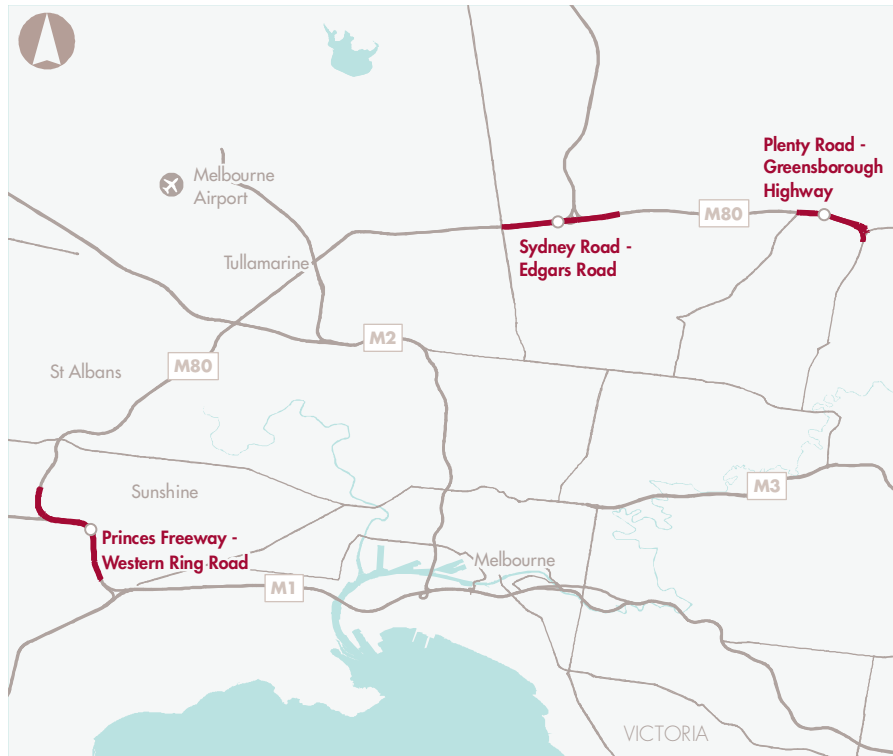 Plenty Road -
Greensborough
Highway
Melbourne
Airport
M80
Sydney Road -
Edgars Road
Tullamarine
M2
M80
St Albans
M3
Sunshine
Princes Freeway -
Western Ring Road
Melbourne
M1
VICTORIA